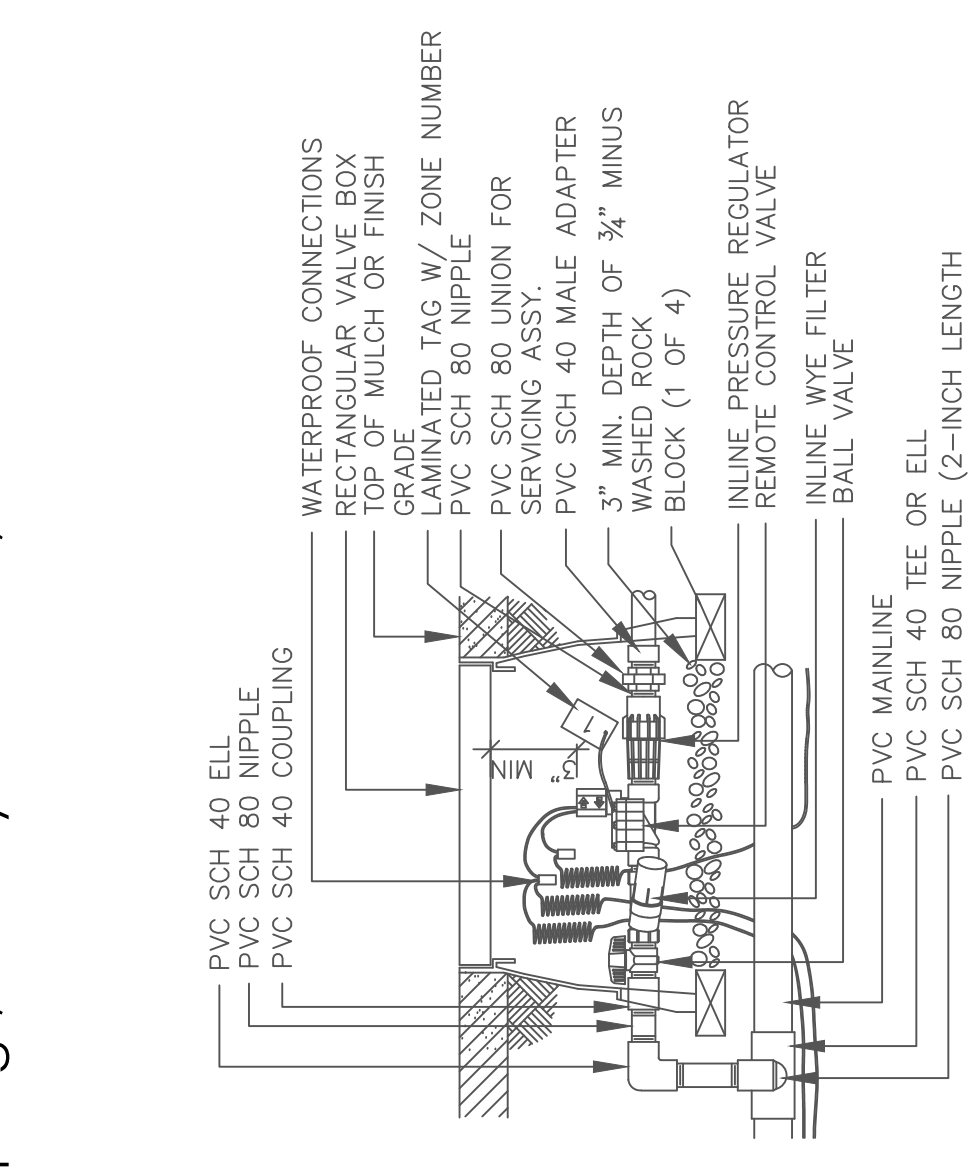 WATERPROOF CONNECTIONS
RECTANGULAR VALVE BOX
TOP OF MULCH OR FINISH
GRADE
LAMINATED TAG W/ ZONE NUMBER
PVC SCH 80 NIPPLE
PVC SCH 80 UNION FOR
SERVICING ASSY.
PVC SCH 40 MALE ADAPTER
3” MIN. DEPTH OF ¾” MINUS
WASHED ROCK
BLOCK (1 OF 4)
INLINE PRESSURE REGULATOR
REMOTE CONTROL VALVE
INLINE WYE FILTER
BALL VALVE
PVC MAINLINE
PVC SCH 40 TEE OR ELL
PVC SCH 80 NIPPLE (2-INCH LENGTH
PVC SCH 40 ELL
PVC SCH 80 NIPPLE
PVC SCH 40 COUPLING
1
3”
MIN